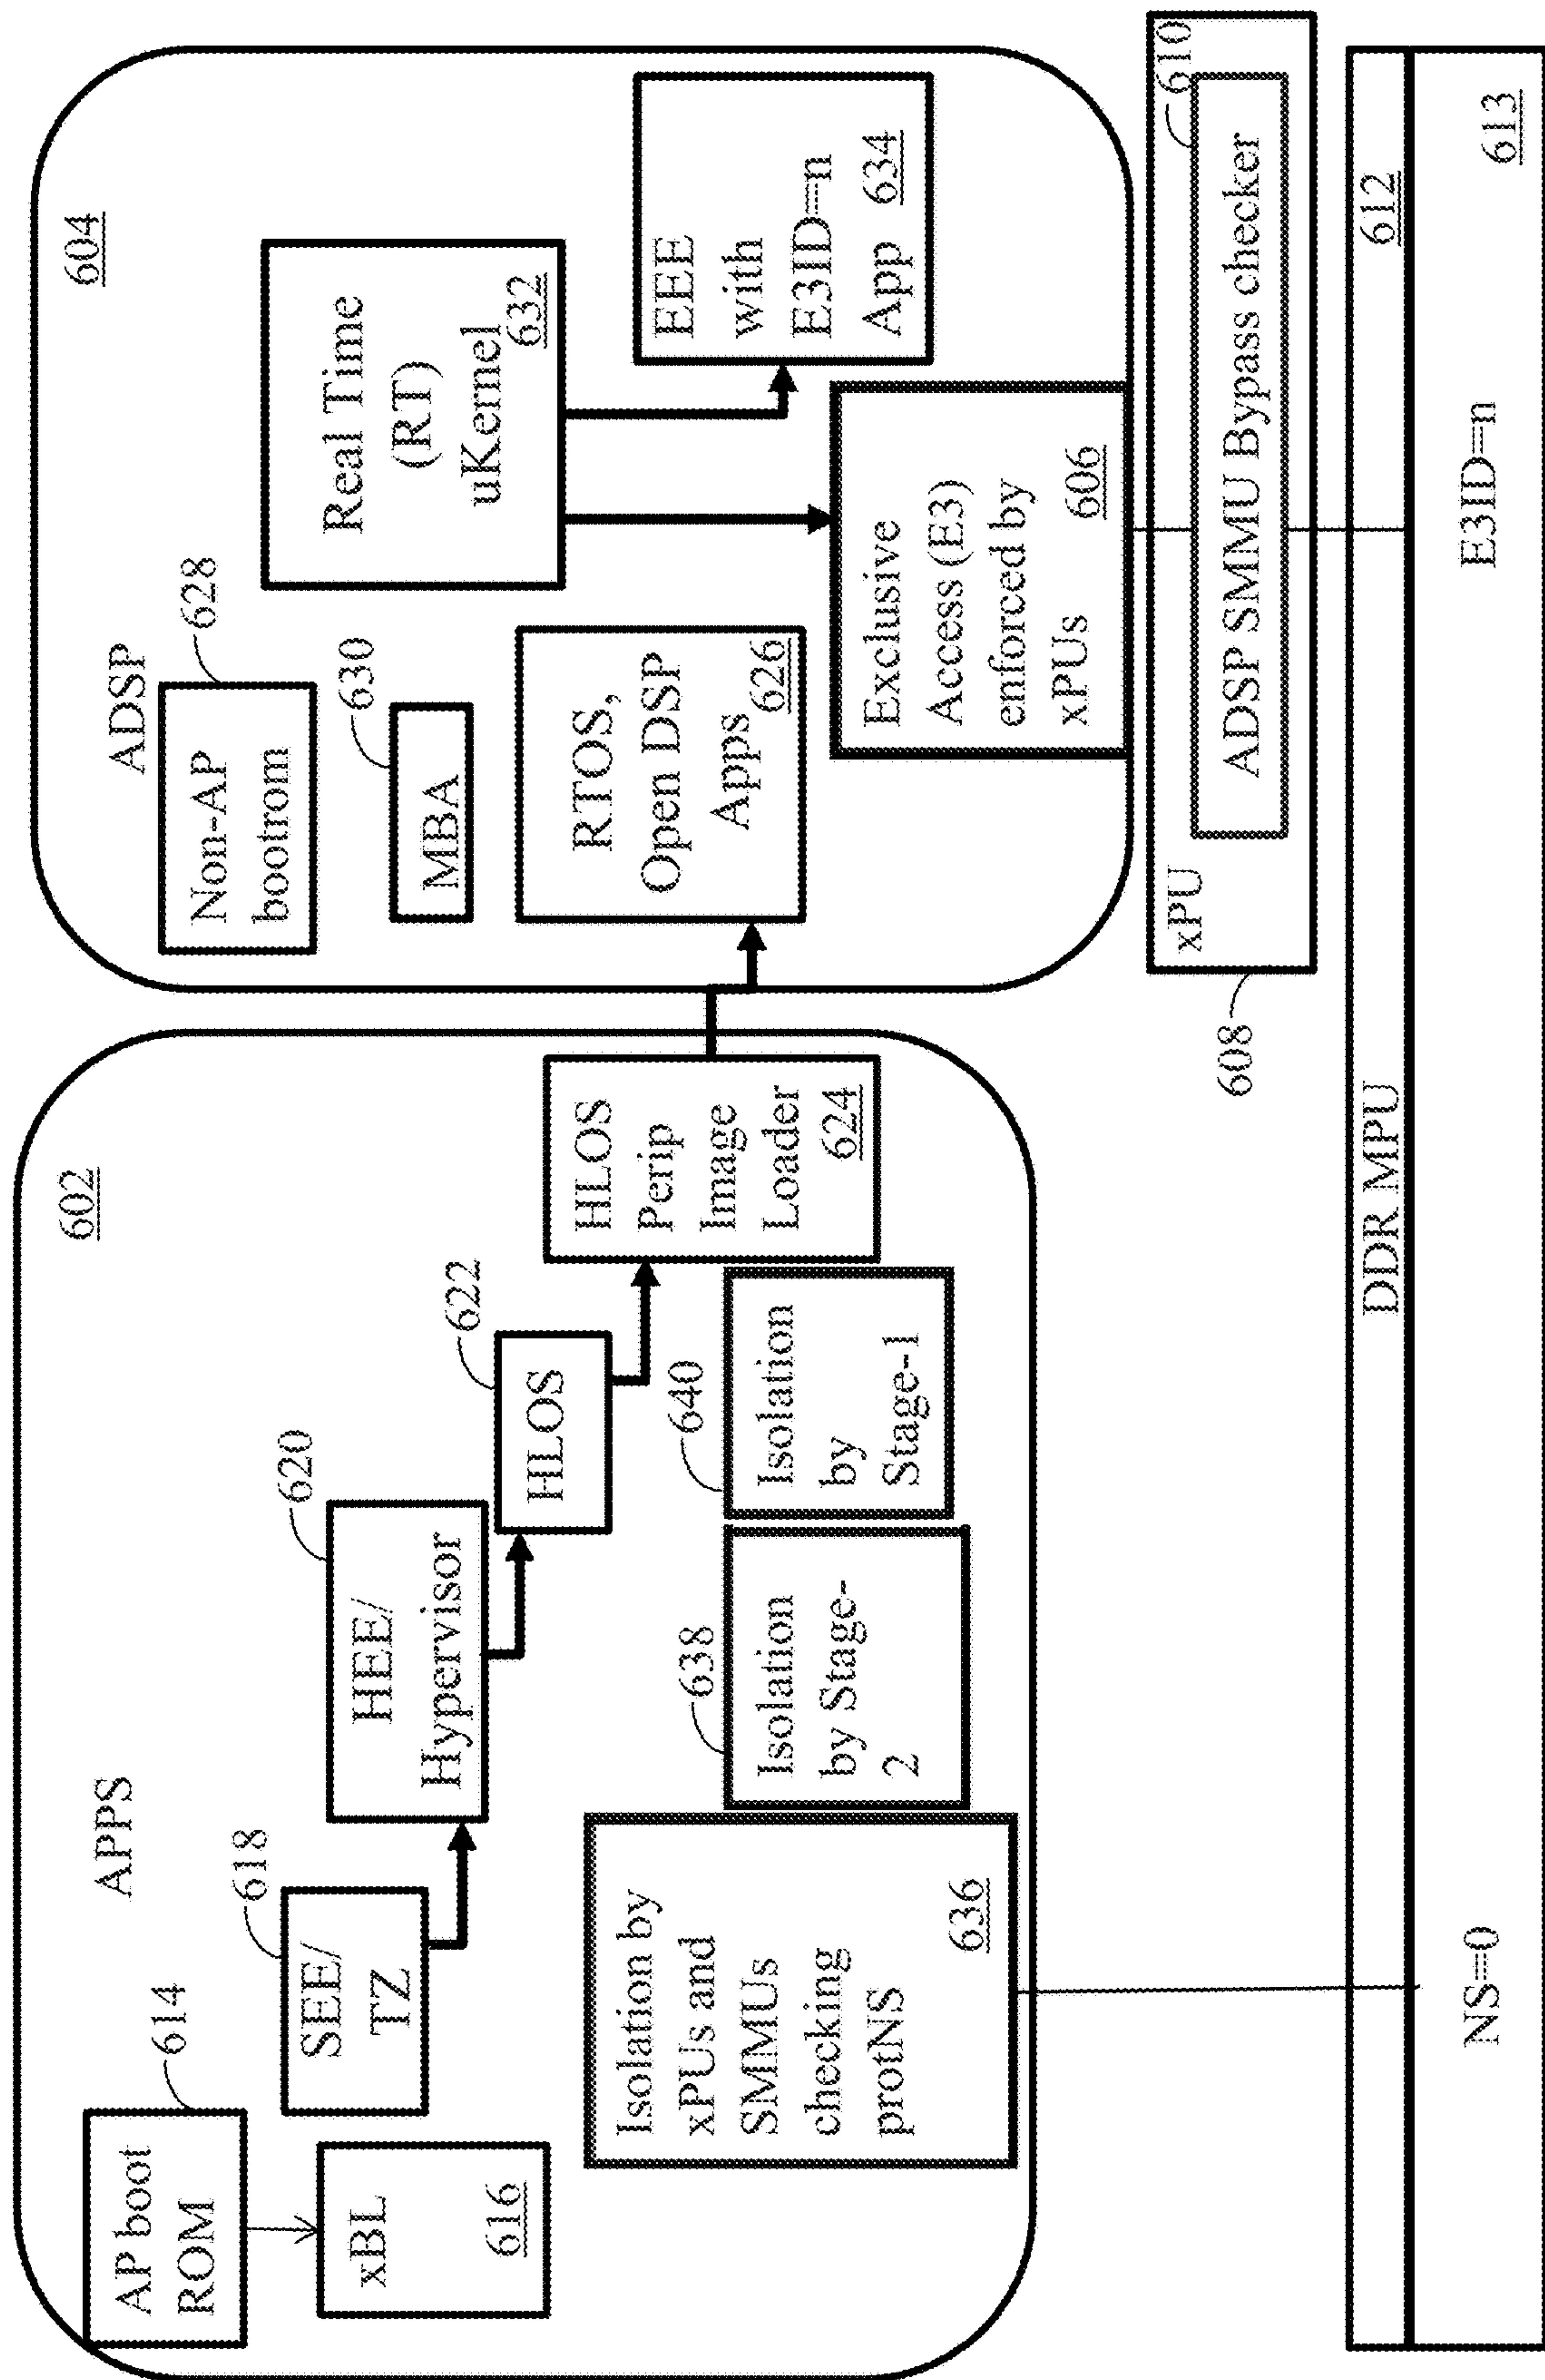 APPS
602
AP boot
ROM
614
xBL
616
SEE/
TZ
618
HEE/
Hypervisor
620
HLOS
622
HLOS
Perip
Image
Loader
624
Isolation by
xPUs and
SMMUs
checking
protNS
636
Isolation
by Stage-
2
638
Isolation
by
Stage-1
640
ADSP
604
Non-AP
bootrom
628
MBA
630
RTOS,
Open DSP
Apps
626
Real Time
(RT)
uKernel
632
EEE
with
E3ID=n
App 634
Exclusive
Access (E3)
enforced by
xPUs
606
xPU
608
610
ADSP SMMU Bypass checker
DDR MPU
612
NS=0
E3ID=n
613